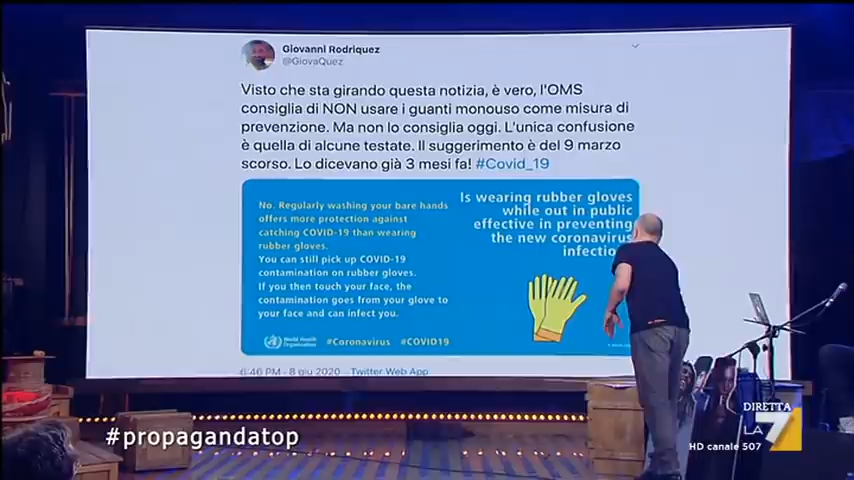 Giovanni Rodriquez
@GiovaQuez
Visto che sta girando questa notizia, è vero, l'OMS
consiglia di NON usare i guanti monouso come misura di
prevenzione. Ma non lo consiglia oggi. L'unica confusione
è quella di alcune testate. Il suggerimento è del 9 marzo
scorso. Lo dicevano già 3 mesi fa! #Covid_19
No. Regularly washing your bare hands
offers more protection against
catching COVID-19 than wearing
rubber gloves.
You can still pick up COVID-19
contamination on rubber gloves.
If you then touch your face, the
contamination goes from your glove to
your face and can infect you.
World Health
Organization
#Coronavirus #COVID19
Is wearing rubber gloves
while out in public
effective in preventing
the new coronavirus
6:46 PM - 8 giu 2020 Twitter Web App
#propagandatop
DIRETTA
LA 7
HD canale 507